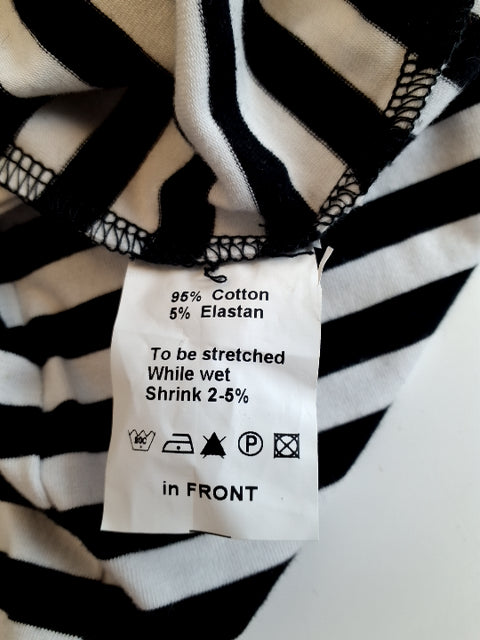 95% Cotton
5% Elastan
To be stretched
While wet
Shrink 2-5%
P
in FRONT